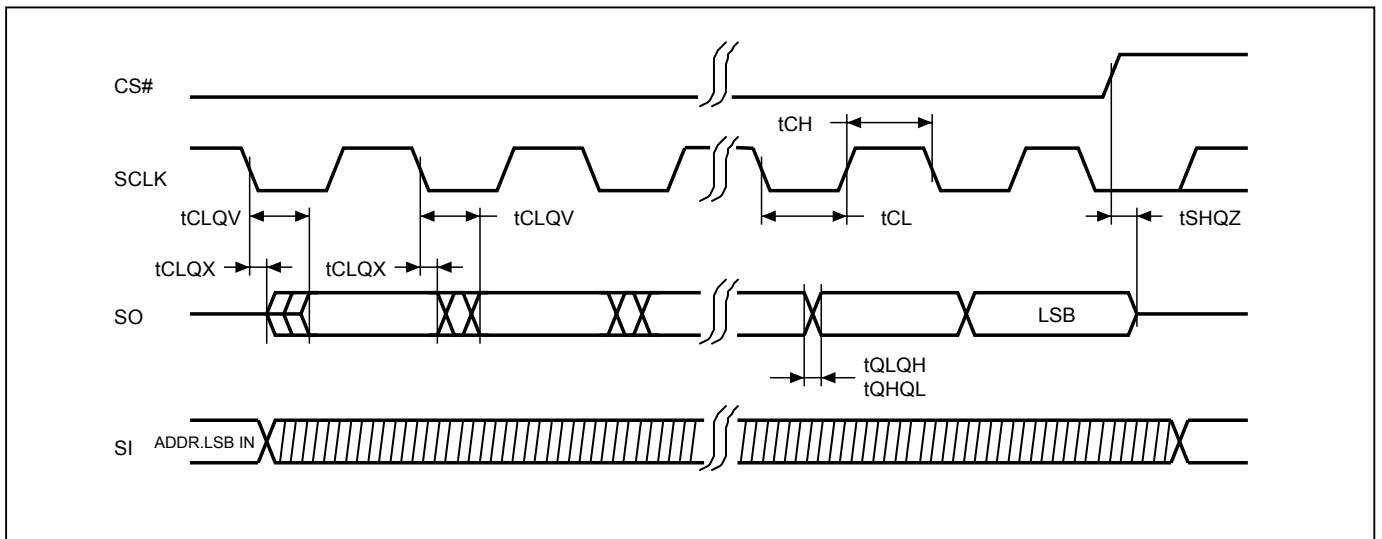 CS#
tCH
SCLK
tCLQV
tCLQV
tCL
tSHQZ
tCLQX
tCLQX
SO
LSB
tQLQH
tQHQL
SI
ADDR.LSB IN